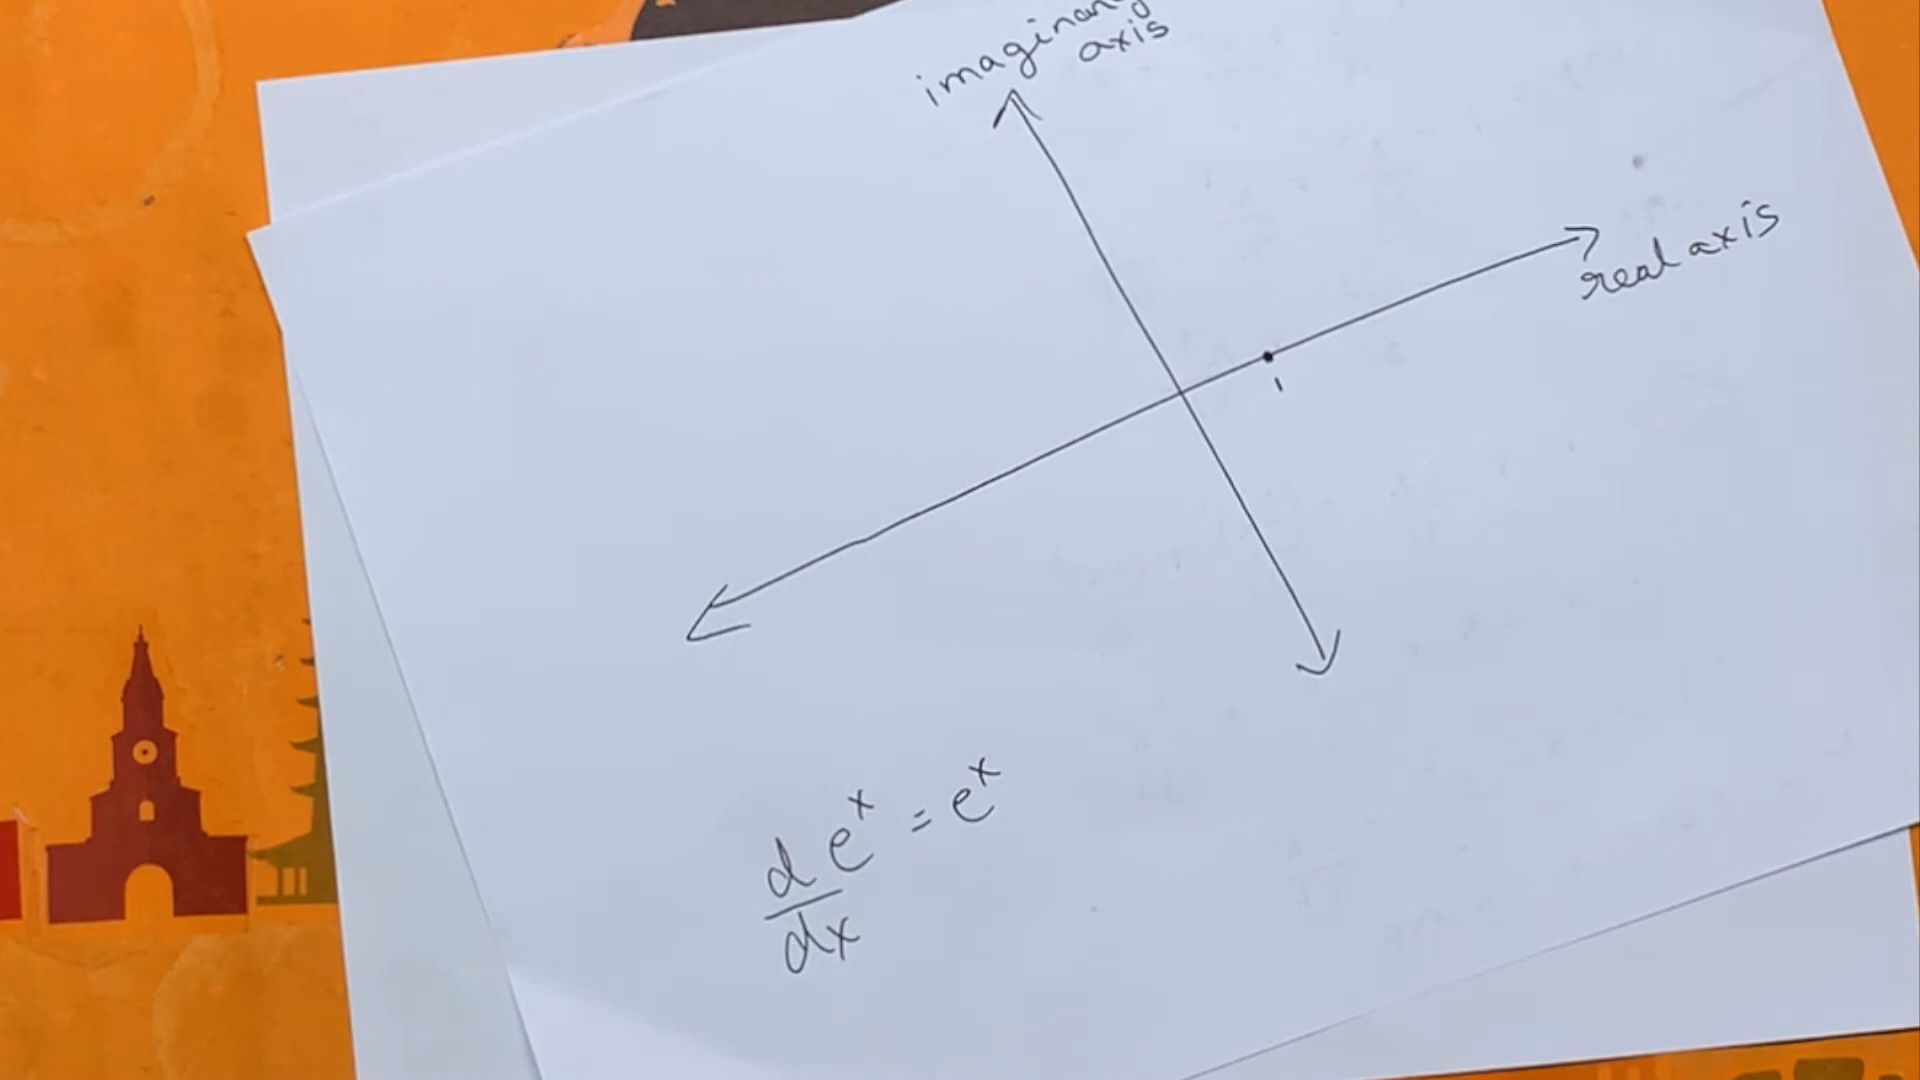 imaginary
axis
real axis
1
d/dx e^x = e^x